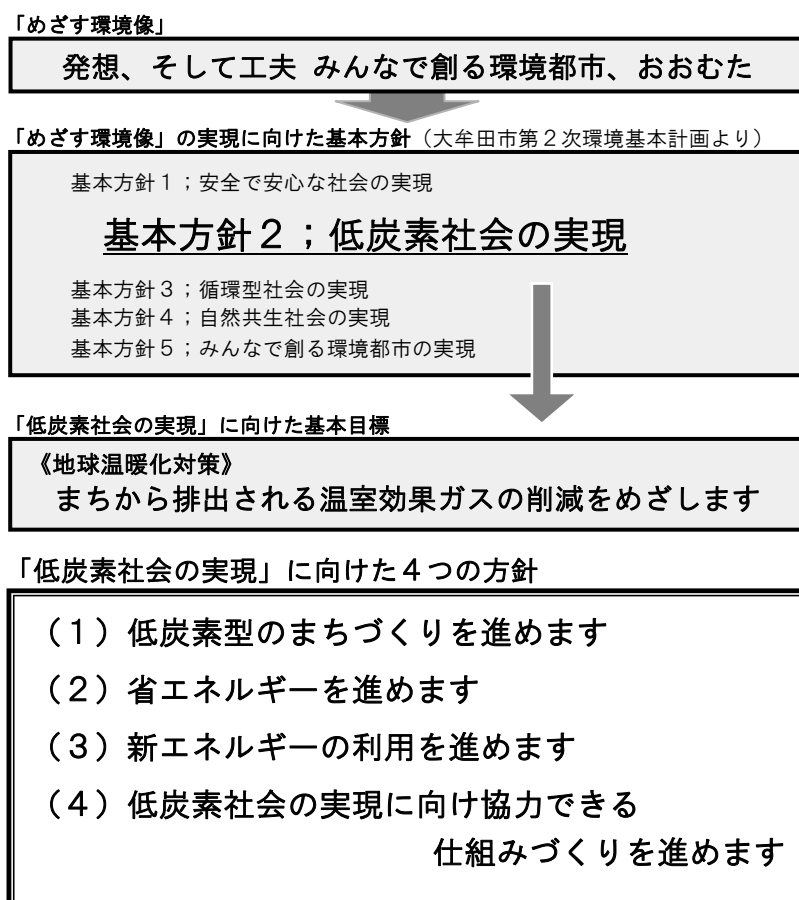 「めざす環境像」
発想、そして工夫 みんなで創る環境都市、おおむた
「めざす環境像」の実現に向けた基本方針（大牟田市第２次環境基本計画より）
基本方針１；安全で安心な社会の実現
基本方針２；低炭素社会の実現
基本方針３；循環型社会の実現
基本方針４；自然共生社会の実現
基本方針５；みんなで創る環境都市の実現
「低炭素社会の実現」に向けた基本目標
《地球温暖化対策》
まちから排出される温室効果ガスの削減をめざします
「低炭素社会の実現」に向けた４つの方針
（１）低炭素型のまちづくりを進めます
（２）省エネルギーを進めます
（３）新エネルギーの利用を進めます
（４）低炭素社会の実現に向け協力できる
仕組みづくりを進めます